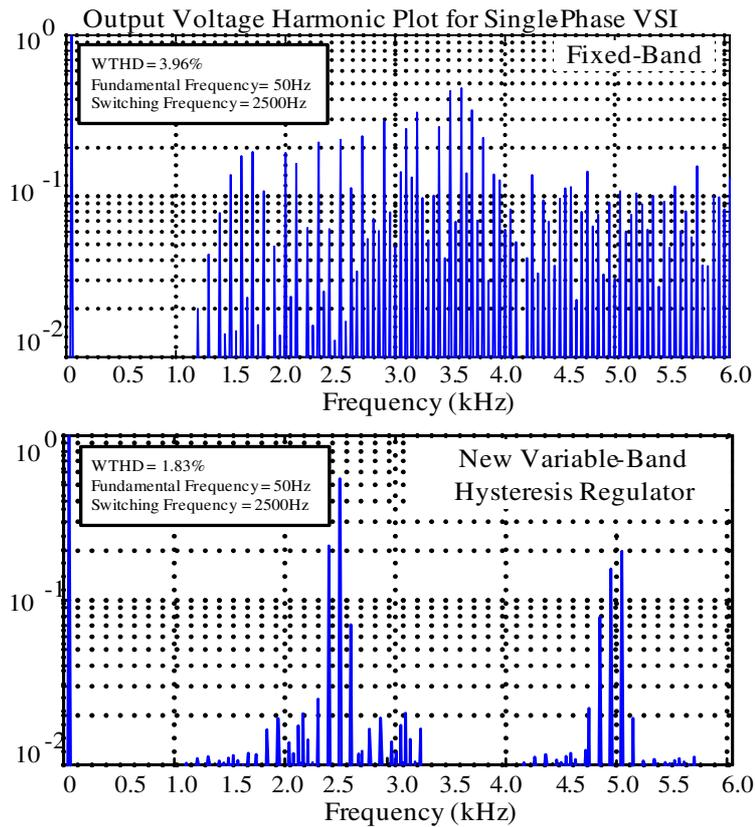 Output Voltage Harmonic Plot for Single-Phase VSI
10 0
Fixed-Band
WTHD = 3.96%
Fundamental Frequency= 50Hz
Switching Frequency = 2500Hz
10 -1
10 -2
0 0.5 1.0 1.5 2.0 2.5 3.0 3.5 4.0 4.5 5.0 5.5 6.0
Frequency (kHz)
10 0
New Variable-Band
Hysteresis Regulator
WTHD = 1.83%
Fundamental Frequency = 50Hz
Switching Frequency = 2500Hz
10 -1
10 -2
0 0.5 1.0 1.5 2.0 2.5 3.0 3.5 4.0 4.5 5.0 5.5 6.0
Frequency (kHz)